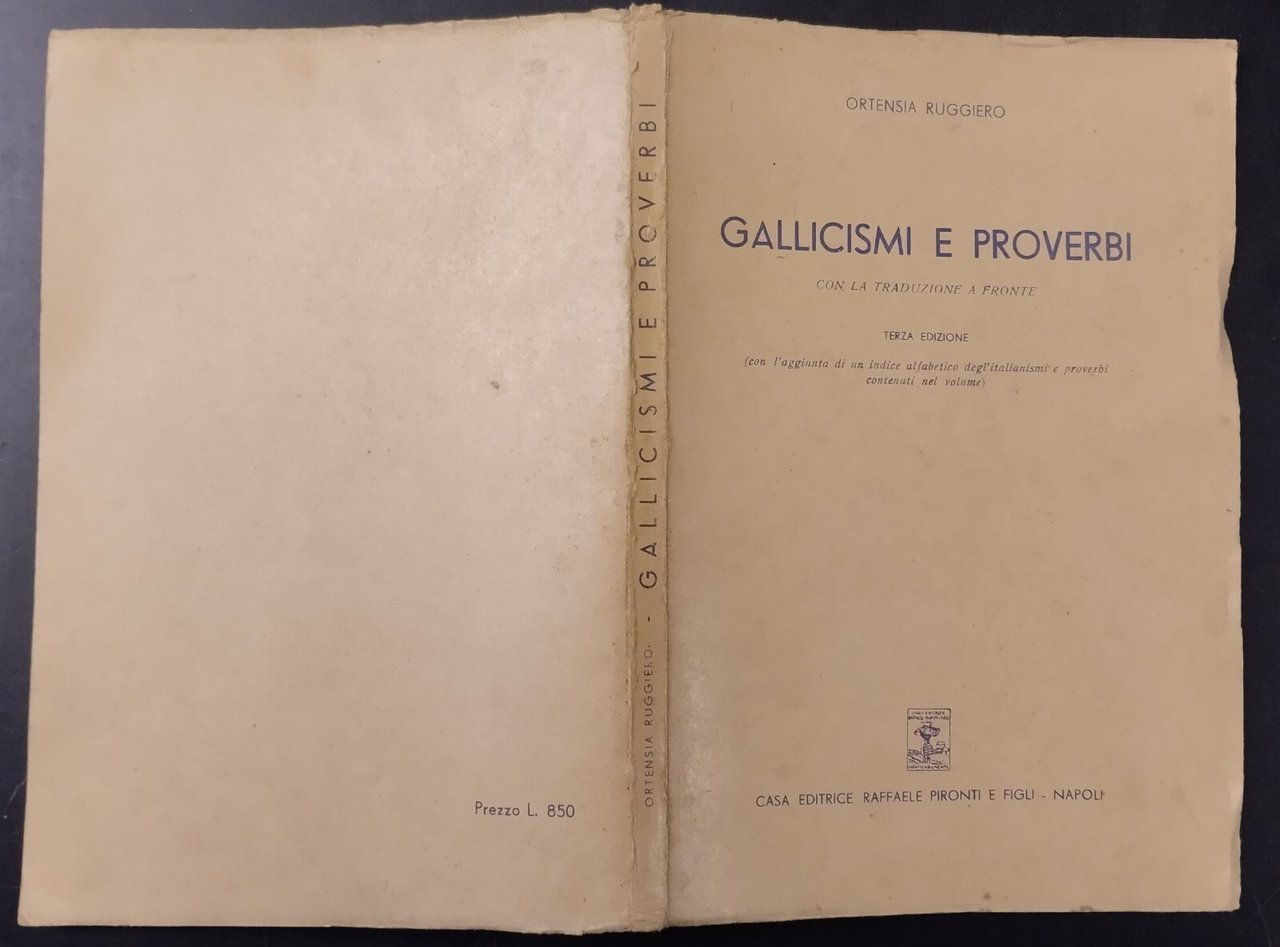 ORTENSIA RUGGIERO
GALLICISMI E PROVERBI
CON LA TRADUZIONE A FRONTE
TERZA EDIZIONE
(con l'aggiunta di un indice alfabetico degl'italianismi e proverbi
contenuti nel volume)
CASA EDITRICE RAFFAELE PIRONTI E FIGLI - NAPOLI
ORTENSIA RUGGIERO - GALLICISMI E PROVERBI
Prezzo L. 850